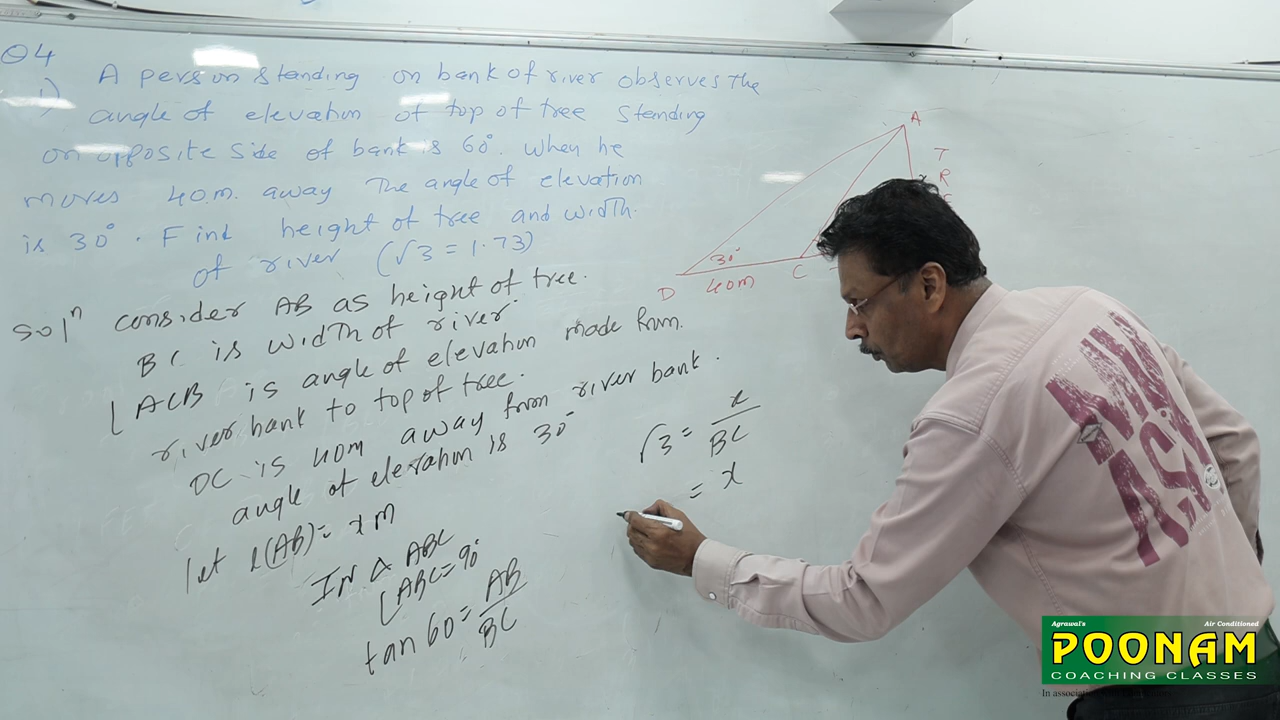 Q4
i) A person standing on bank of river observes the
angle of elevation of top of tree standing
on opposite side of bank is 60°. When he
moves 40m. away The angle of elevation
is 30°. Find height of tree and width
of river (√3 = 1.73)
Solⁿ consider AB as height of tree.
BC is width of river
∠ACB is angle of elevation made from
river bank to top of tree.
DC is 40m away from river bank.
angle of elevation is 30°
let l(AB) = x m
IN △ ABC
∠ABC = 90°
tan 60 = AB/BC
√3 = x/BC
= x
A
T
x R
30°
D 40m C
Agrawal's Air Conditioned
POONAM
COACHING CLASSES
In association